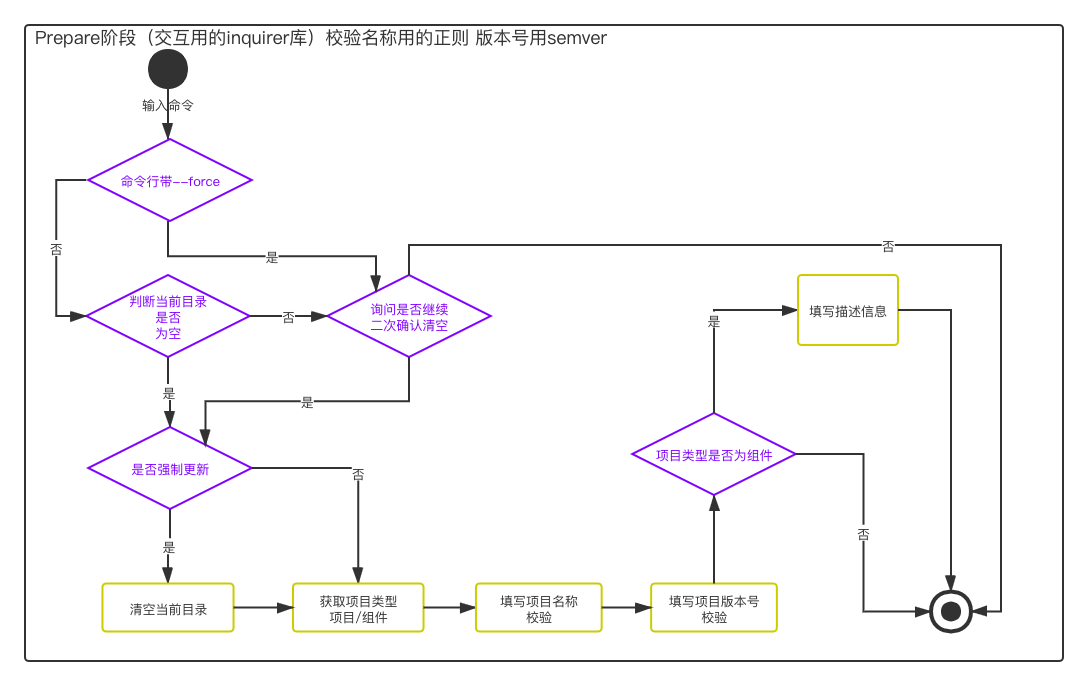 Prepare阶段（交互用的inquirer库）校验名称用的正则 版本号用semver
输入命令
命令行带--force
否
是
否
判断当前目录
是否
为空
否
询问是否继续
二次确认清空
是
填写描述信息
是
是
项目类型是否为组件
是否强制更新
否
否
是
清空当前目录
获取项目类型
项目/组件
填写项目名称
校验
填写项目版本号
校验